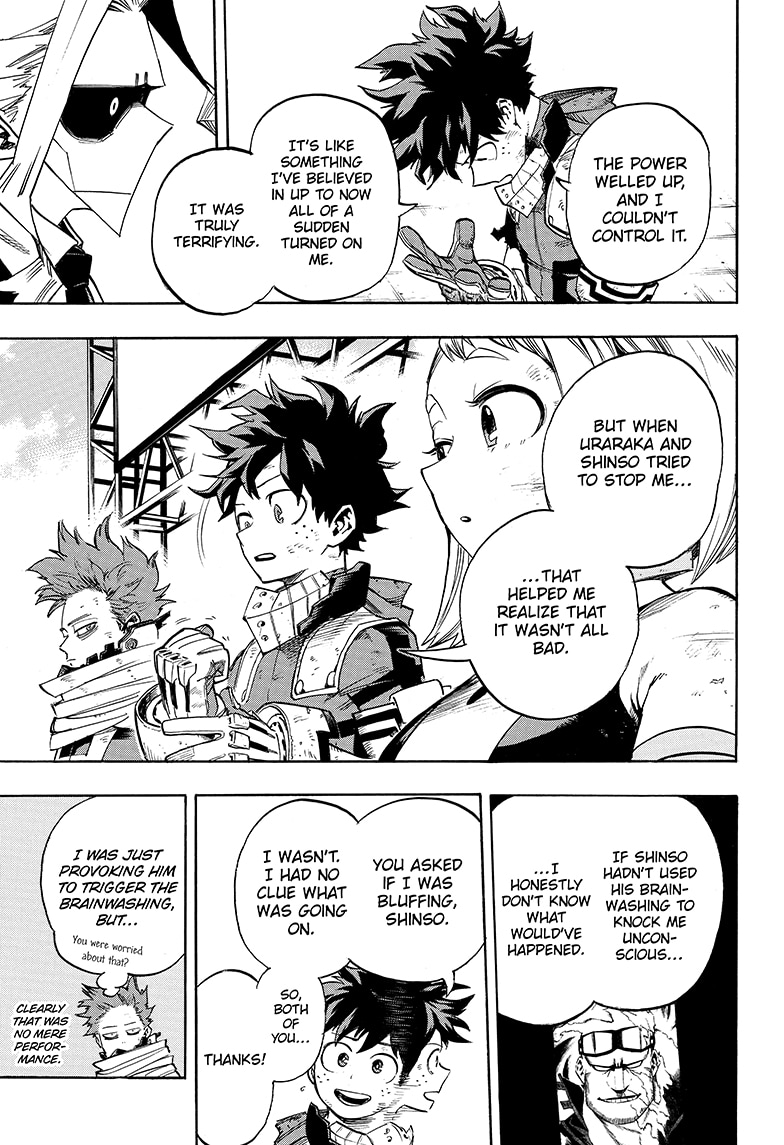 THE POWER
WELLED UP,
AND I
COULDN'T
CONTROL IT.
IT'S LIKE
SOMETHING
I'VE BELIEVED
IN UP TO NOW
ALL OF A
SUDDEN
TURNED ON
ME.
IT WAS
TRULY
TERRIFYING.
BUT WHEN
URARAKA AND
SHINSO TRIED
TO STOP ME...
...THAT
HELPED ME
REALIZE THAT
IT WASN'T ALL
BAD.
IF SHINSO
HADN'T USED
HIS BRAIN-
WASHING TO
KNOCK ME
UNCON-
SCIOUS...
...I
HONESTLY
DON'T KNOW
WHAT
WOULD'VE
HAPPENED.
YOU ASKED
IF I WAS
BLUFFING,
SHINSO.
I WASN'T.
I HAD NO
CLUE WHAT
WAS GOING
ON.
SO,
BOTH
OF
YOU...
THANKS!
I WAS JUST
PROVOKING HIM
TO TRIGGER THE
BRAINWASHING,
BUT...
You were worried
about that?
CLEARLY
THAT WAS
NO MERE
PERFOR-
MANCE.